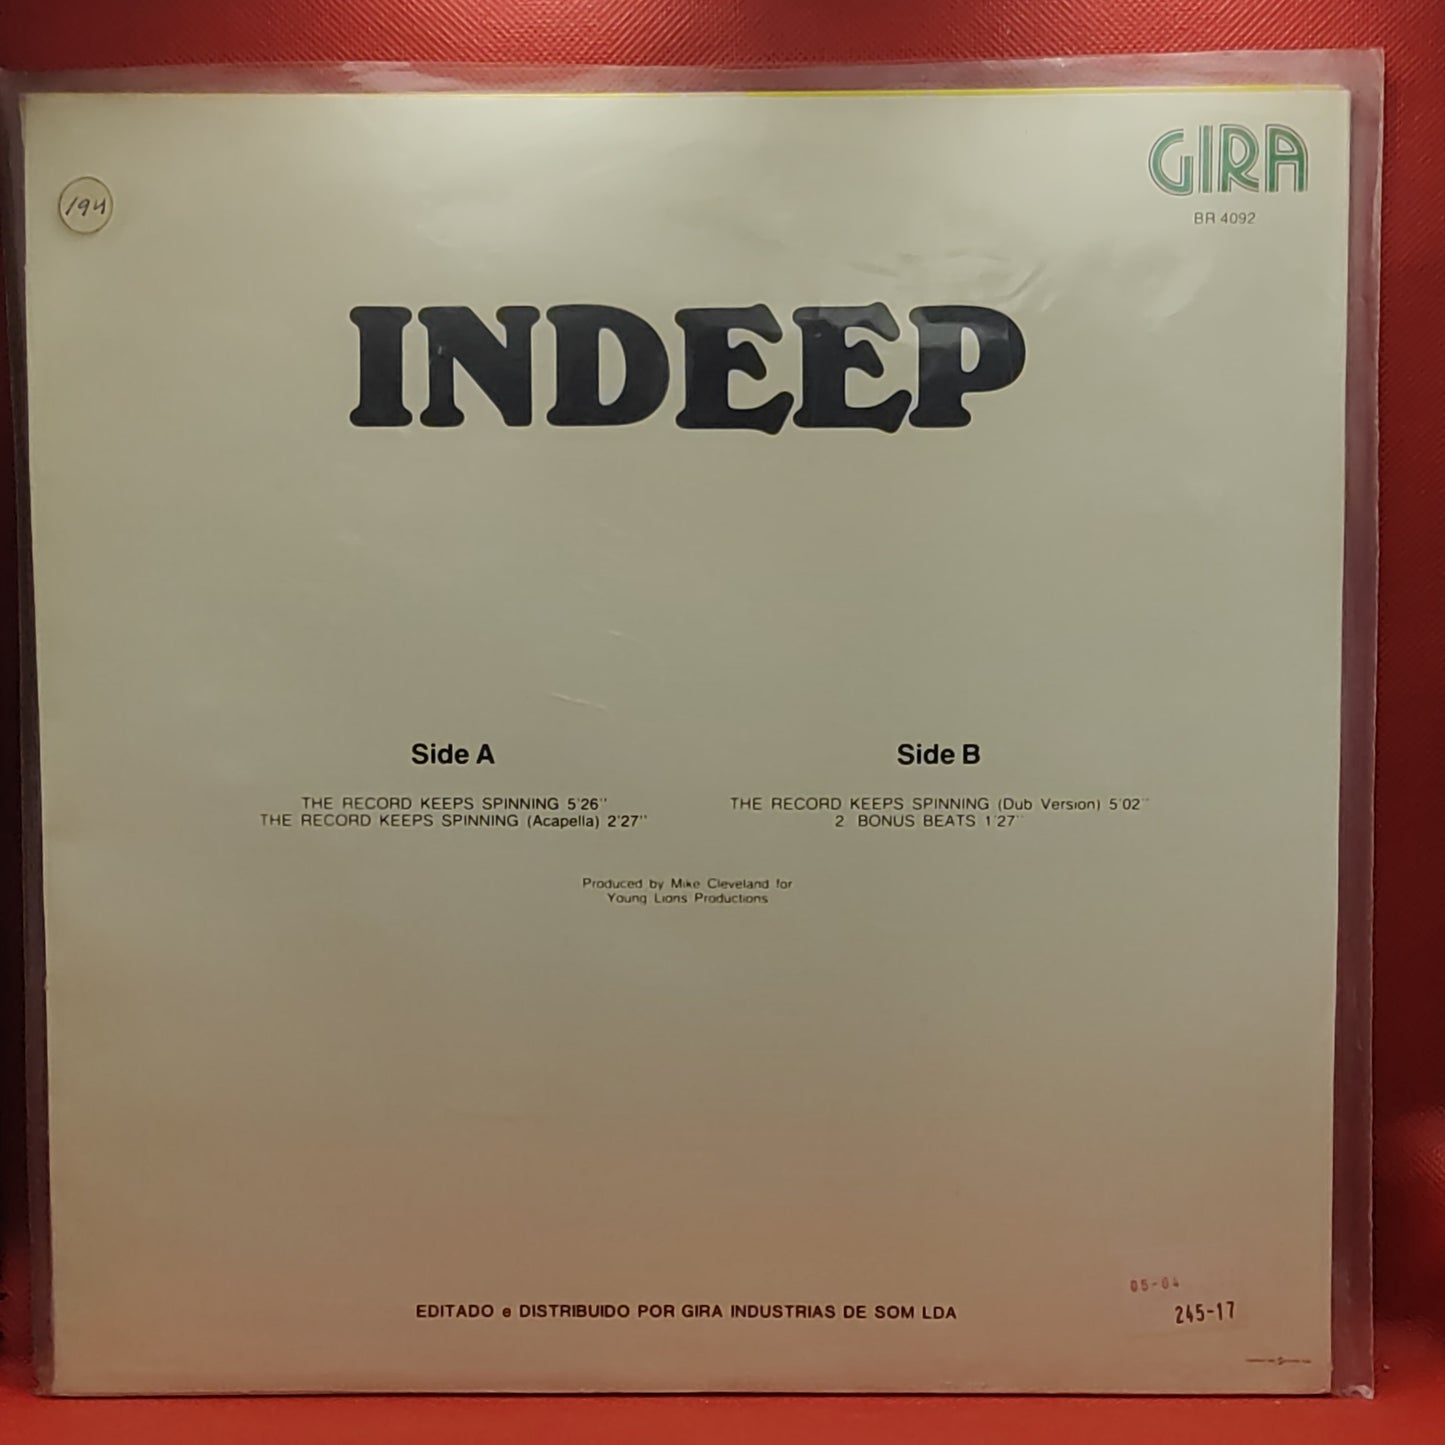 GIRA
BR 4092
194
INDEEP
Side A
THE RECORD KEEPS SPINNING 5'26''
THE RECORD KEEPS SPINNING (Acapella) 2'27''
Side B
THE RECORD KEEPS SPINNING (Dub Version) 5'02''
2. BONUS BEATS 1'27''
Produced by Mike Cleveland for
Young Lions Productions
05-04
245-17
EDITADO e DISTRIBUIDO POR GIRA INDUSTRIAS DE SOM LDA